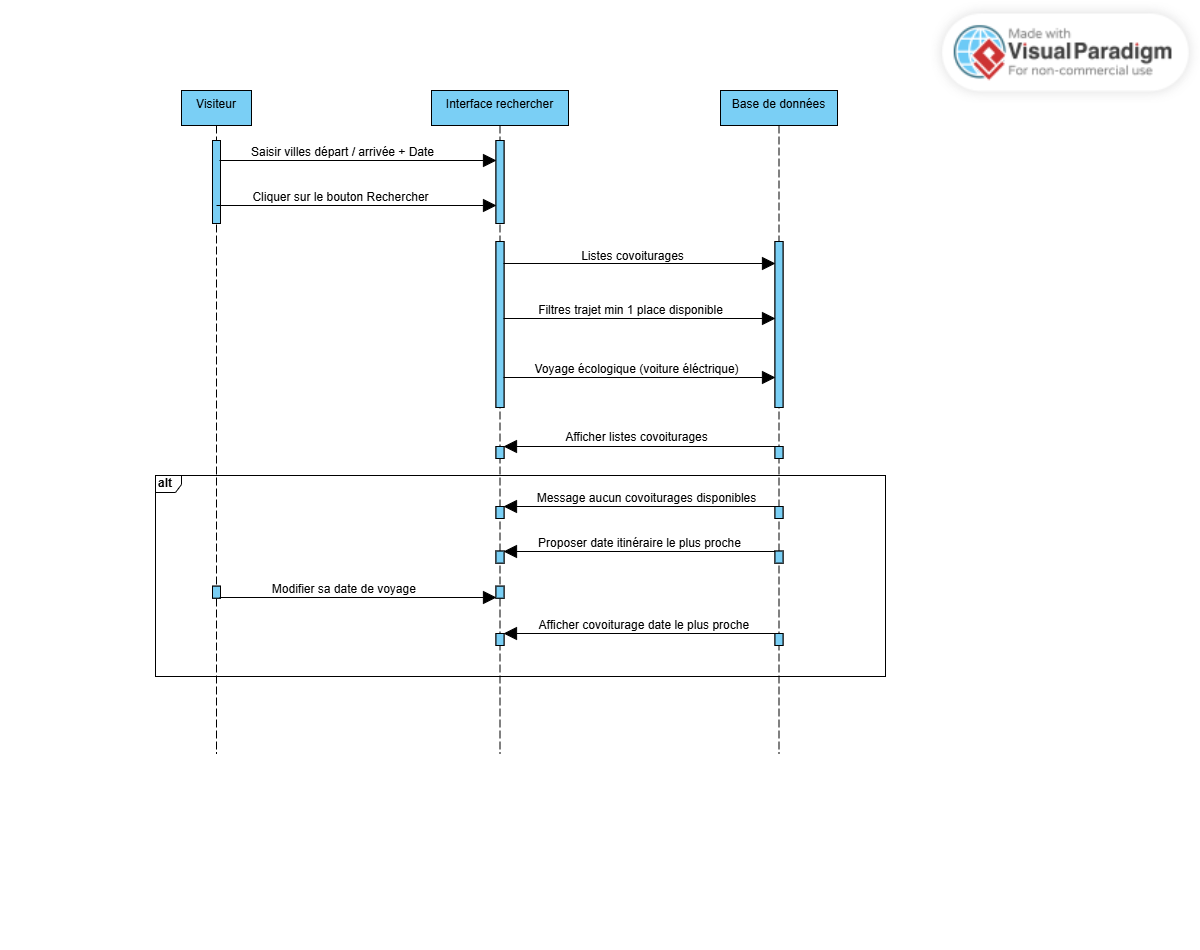 Made with
Visual Paradigm
For non-commercial use
Visiteur
Interface rechercher
Base de données
Saisir villes départ / arrivée + Date
Cliquer sur le bouton Rechercher
Listes covoiturages
Filtres trajet min 1 place disponible
Voyage écologique (voiture éléctrique)
Afficher listes covoiturages
alt
Message aucun covoiturages disponibles
Proposer date itinéraire le plus proche
Modifier sa date de voyage
Afficher covoiturage date le plus proche